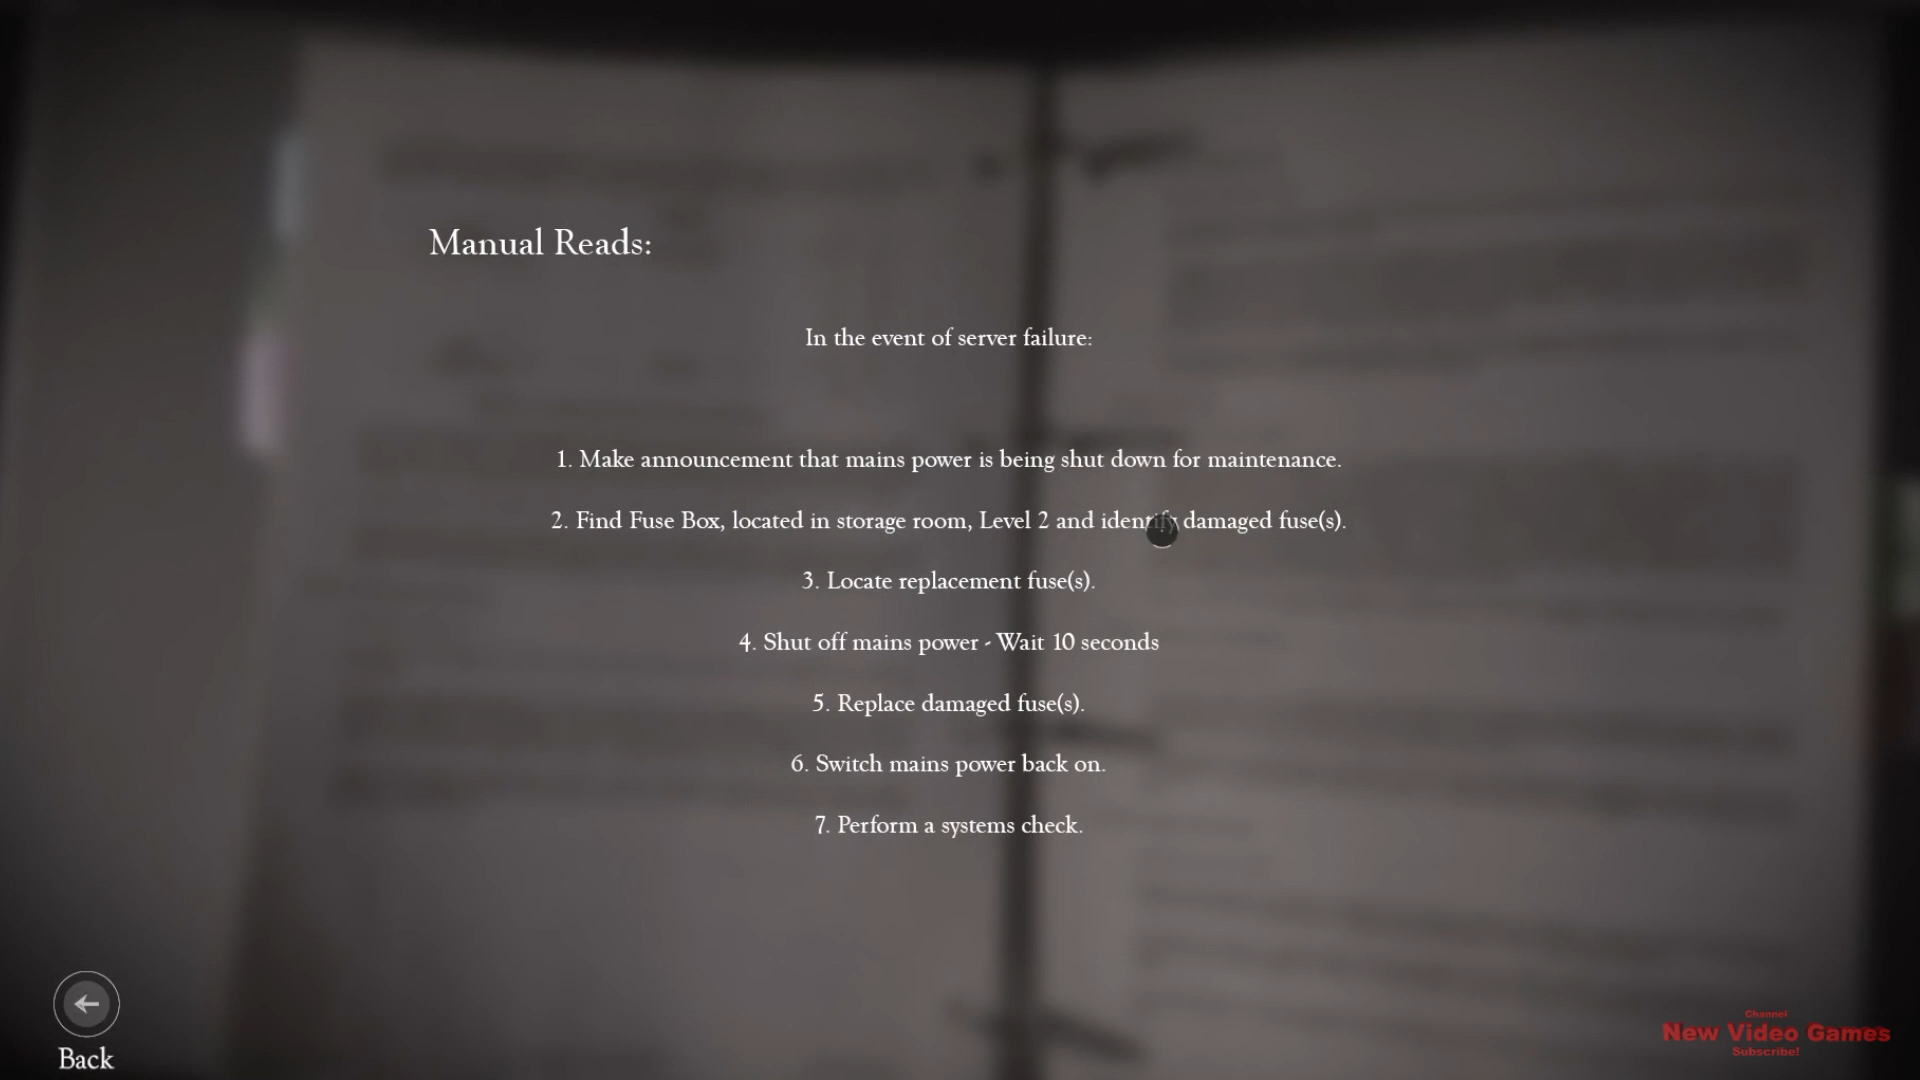 Manual Reads:
In the event of server failure:
1. Make announcement that mains power is being shut down for maintenance.
2. Find Fuse Box, located in storage room, Level 2 and identify damaged fuse(s).
3. Locate replacement fuse(s).
4. Shut off mains power - Wait 10 seconds
5. Replace damaged fuse(s).
6. Switch mains power back on.
7. Perform a systems check.
Back
Channel
New Video Games
Subscribe!